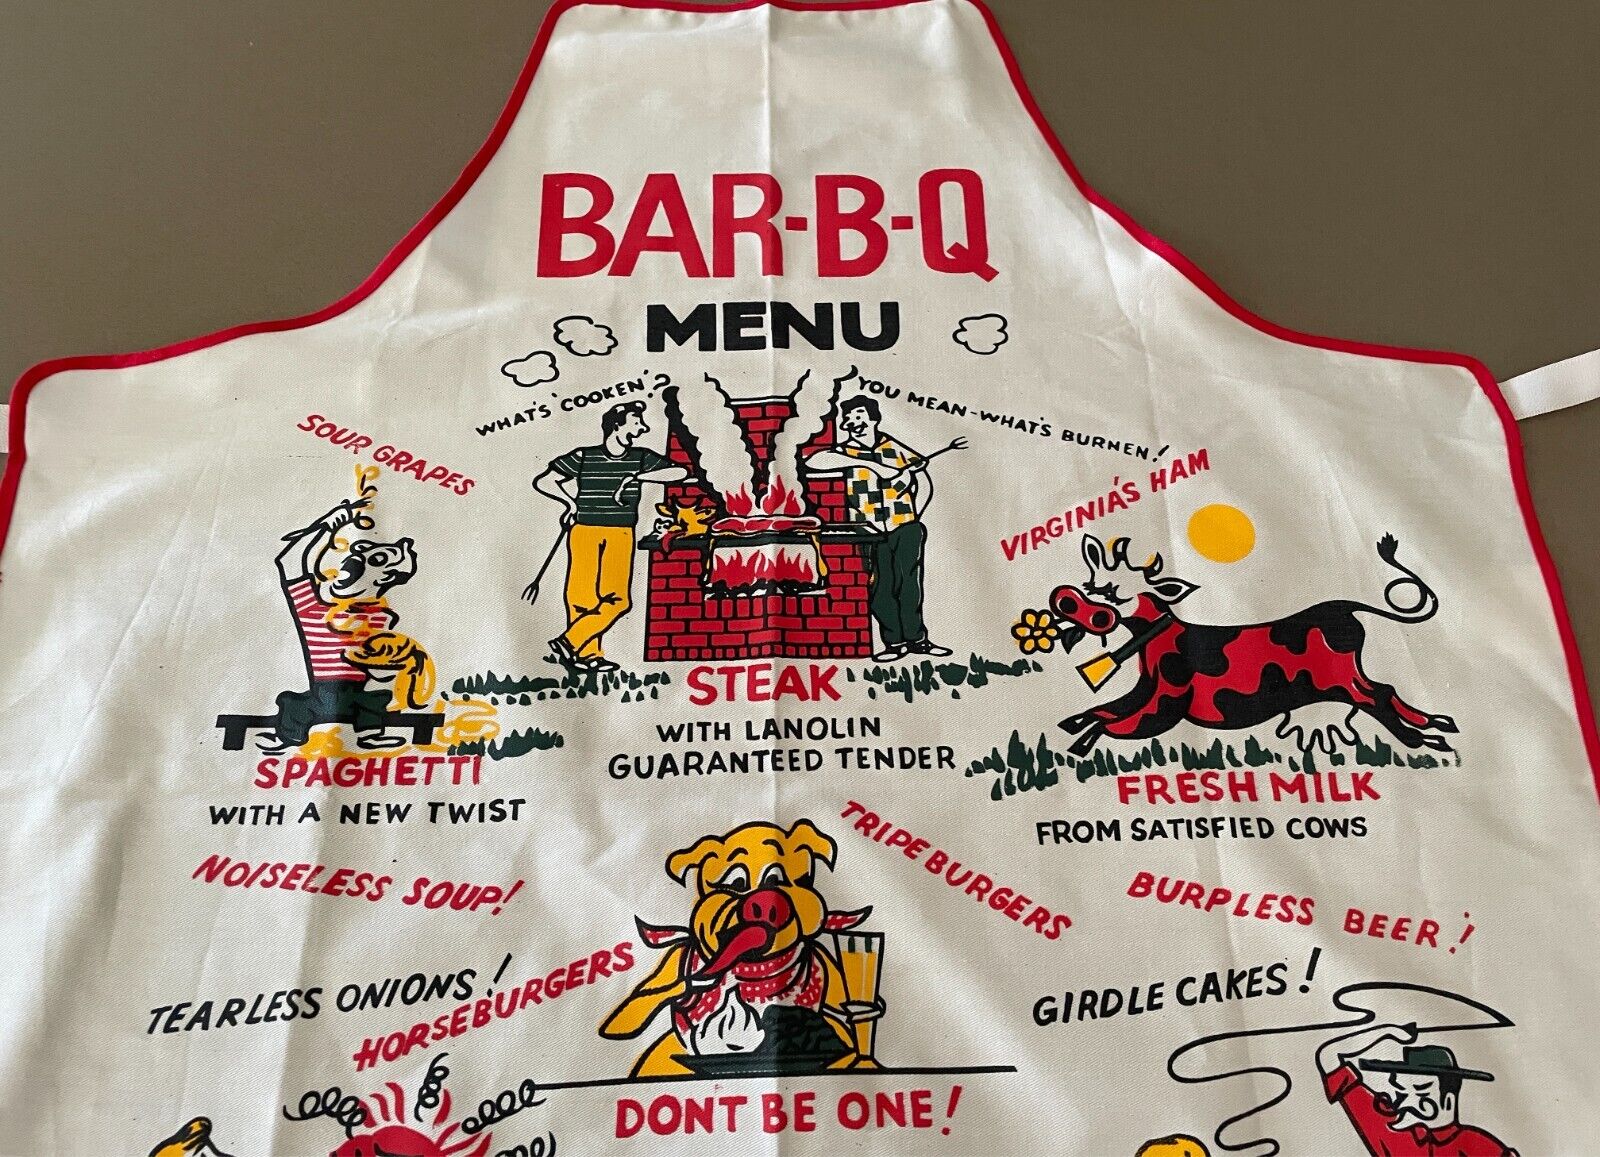 BAR-B-Q
MENU
WHAT'S 'COOKEN'?
YOU MEAN-WHAT'S BURNEN!
SOUR GRAPES
VIRGINIA'S HAM
STEAK
WITH LANOLIN
GUARANTEED TENDER
SPAGHETTI
WITH A NEW TWIST
FRESH MILK
FROM SATISFIED COWS
NOISELESS SOUP!
TRIPEBURGERS
BURPLESS BEER!
TEARLESS ONIONS!
HORSEBURGERS
GIRDLE CAKES!
DONT BE ONE!